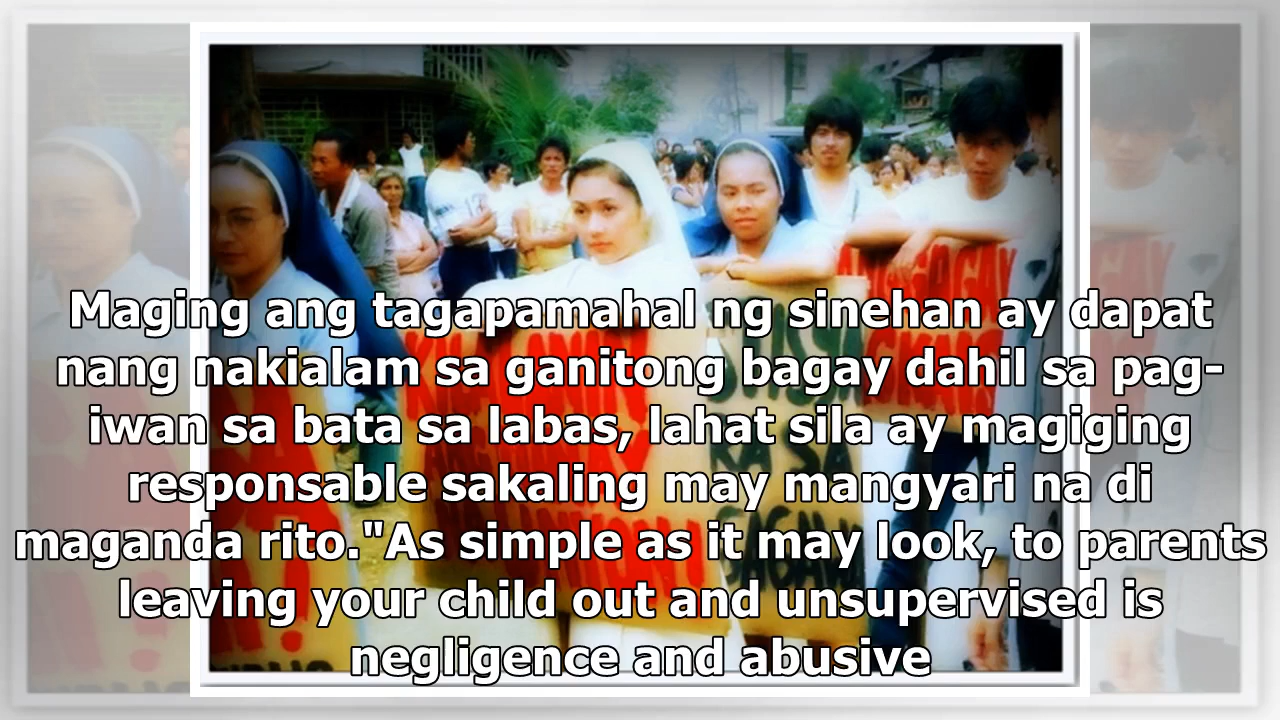 Maging ang tagapamahal ng sinehan ay dapat
nang nakialam sa ganitong bagay dahil sa pag-
iwan sa bata sa labas, lahat sila ay magiging
responsable sakaling may mangyari na di
maganda rito."As simple as it may look, to parents
leaving your child out and unsupervised is
negligence and abusive